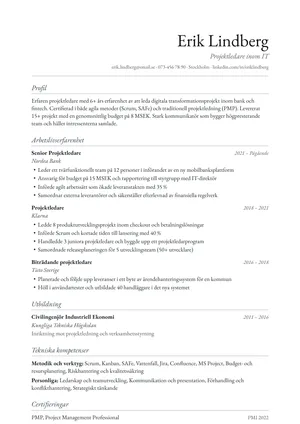 Erik Lindberg
Projektledare inom IT
erik.lindberg@email.se · 073-456 78 90 · Stockholm · linkedin.com/in/eriklindberg
Profil
Erfaren projektledare med 6+ års erfarenhet av att leda digitala transformationsprojekt inom bank och
fintech. Certifierad i både agila metoder (Scrum, SAFe) och traditionell projektledning (PMP). Levererat
15+ projekt med en genomsnittlig budget på 8 MSEK. Stark kommunikatör som bygger högpresterande
team och håller intressenterna samlade.
Arbetslivserfarenhet
Senior Projektledare 2021 – Pågående
Nordea Bank
• Leder ett tvärfunktionellt team på 12 personer i införandet av en ny mobilbanksplattform
• Ansvarig för budget på 15 MSEK och rapportering till styrgrupp med IT-direktör
• Införde agila arbetssätt som ökade leveranstakten med 35 %
• Samordnar externa leverantörer och säkerställer efterlevnad av finansiella regelverk
Projektledare 2018 – 2021
Klarna
• Ledde 8 produktutvecklingsprojekt inom checkout och betalningslösningar
• Införde Scrum och kortade tiden till lansering med 40 %
• Handledde 3 juniora projektledare och byggde upp ett projektledarprogram
• Samordnade releaseplaneringen för 5 utvecklingsteam (50+ utvecklare)
Biträdande projektledare 2016 – 2018
Tieto Sverige
• Planerade och följde upp leveranser i ett byte av ärendehanteringssystem för en kommun
• Höll i användartester och utbildade 40 handläggare i det nya systemet
Utbildning
Civilingenjör Industriell Ekonomi 2011 – 2016
Kungliga Tekniska Högskolan
Inriktning mot projektledning och verksamhetsstyrning
Tekniska kompetenser
Metodik och verktyg: Scrum, Kanban, SAFe, Vattenfall, Jira, Confluence, MS Project, Budget- och
resursplanering, Riskhantering och kvalitetssäkring
Personliga: Ledarskap och teamutveckling, Kommunikation och presentation, Förhandling och
konflikthantering, Strategiskt tänkande
Certifieringar
PMP, Project Management Professional PMI 2022